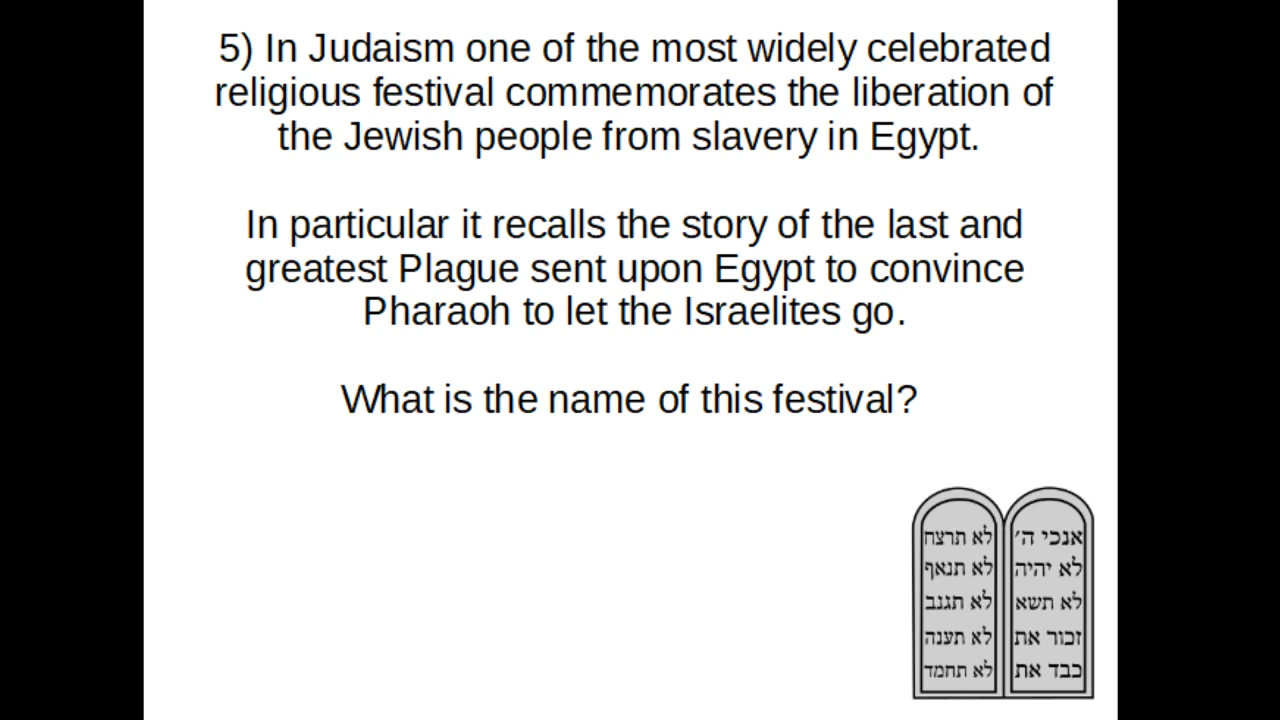 5) In Judaism one of the most widely celebrated
religious festival commemorates the liberation of
the Jewish people from slavery in Egypt.
In particular it recalls the story of the last and
greatest Plague sent upon Egypt to convince
Pharaoh to let the Israelites go.
What is the name of this festival?
אנכי ה׳
לא יהיה
לא תשא
זכור את
כבד את
לא תרצח
לא תנאף
לא תגנב
לא תענה
לא תחמד